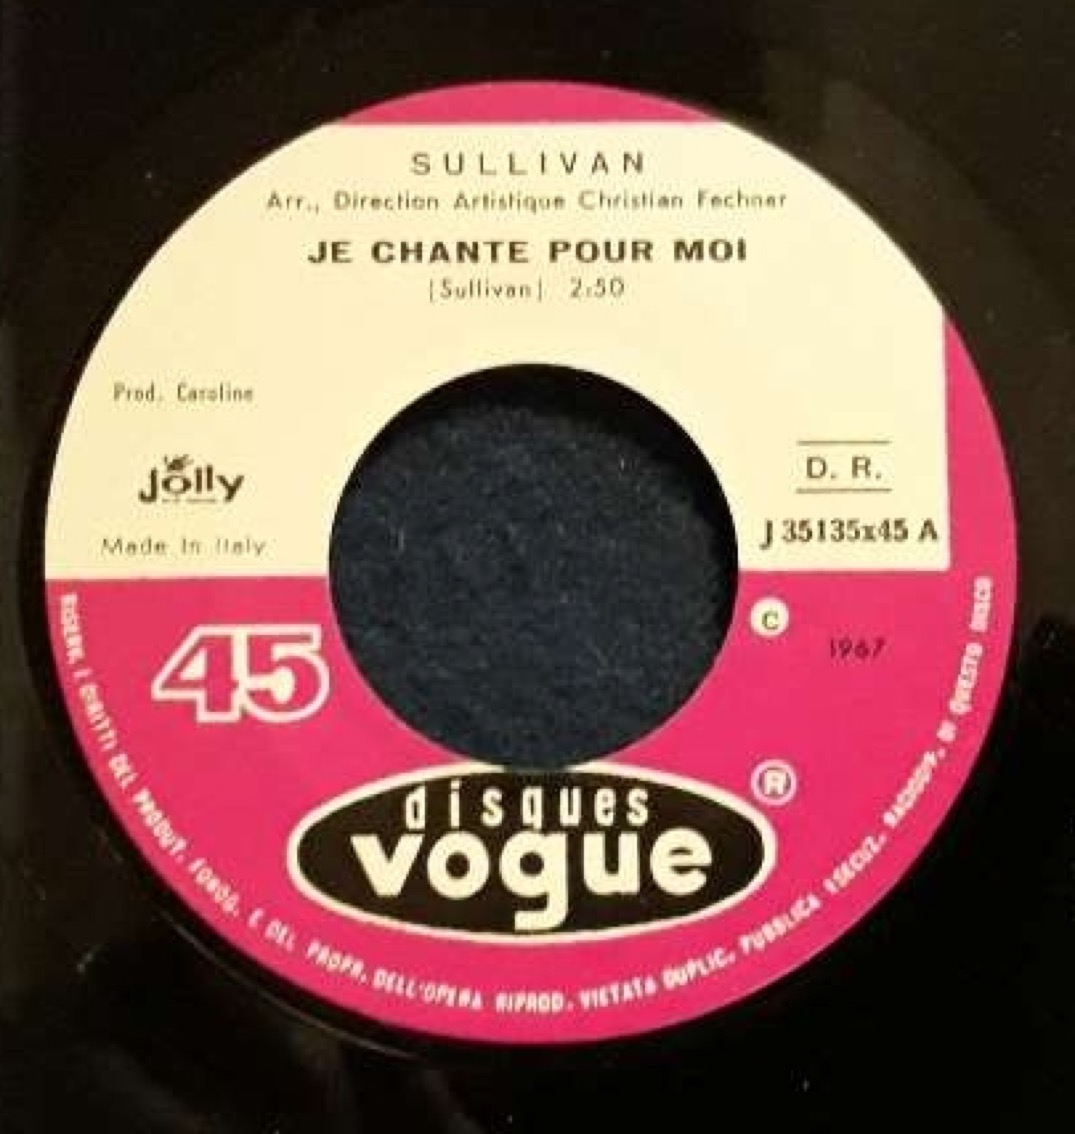 SULLIVAN
Arr., Direction Artistique Christian Fechner
JE CHANTE POUR MOI
(Sullivan) 2:50
Prod. Caroline
Jolly
Made in Italy
D. R.
J 35135x45 A
45
C
1967
disques
vogue
R
RISERV. I DIRITTI DEL PRODUT. FONOG. E DEL PROPR. DELL'OPERA RIPROD. VIETATA DUPLIC. PUBBLICA ESECUZ. RADIODIFF. DI QUESTO DISCO